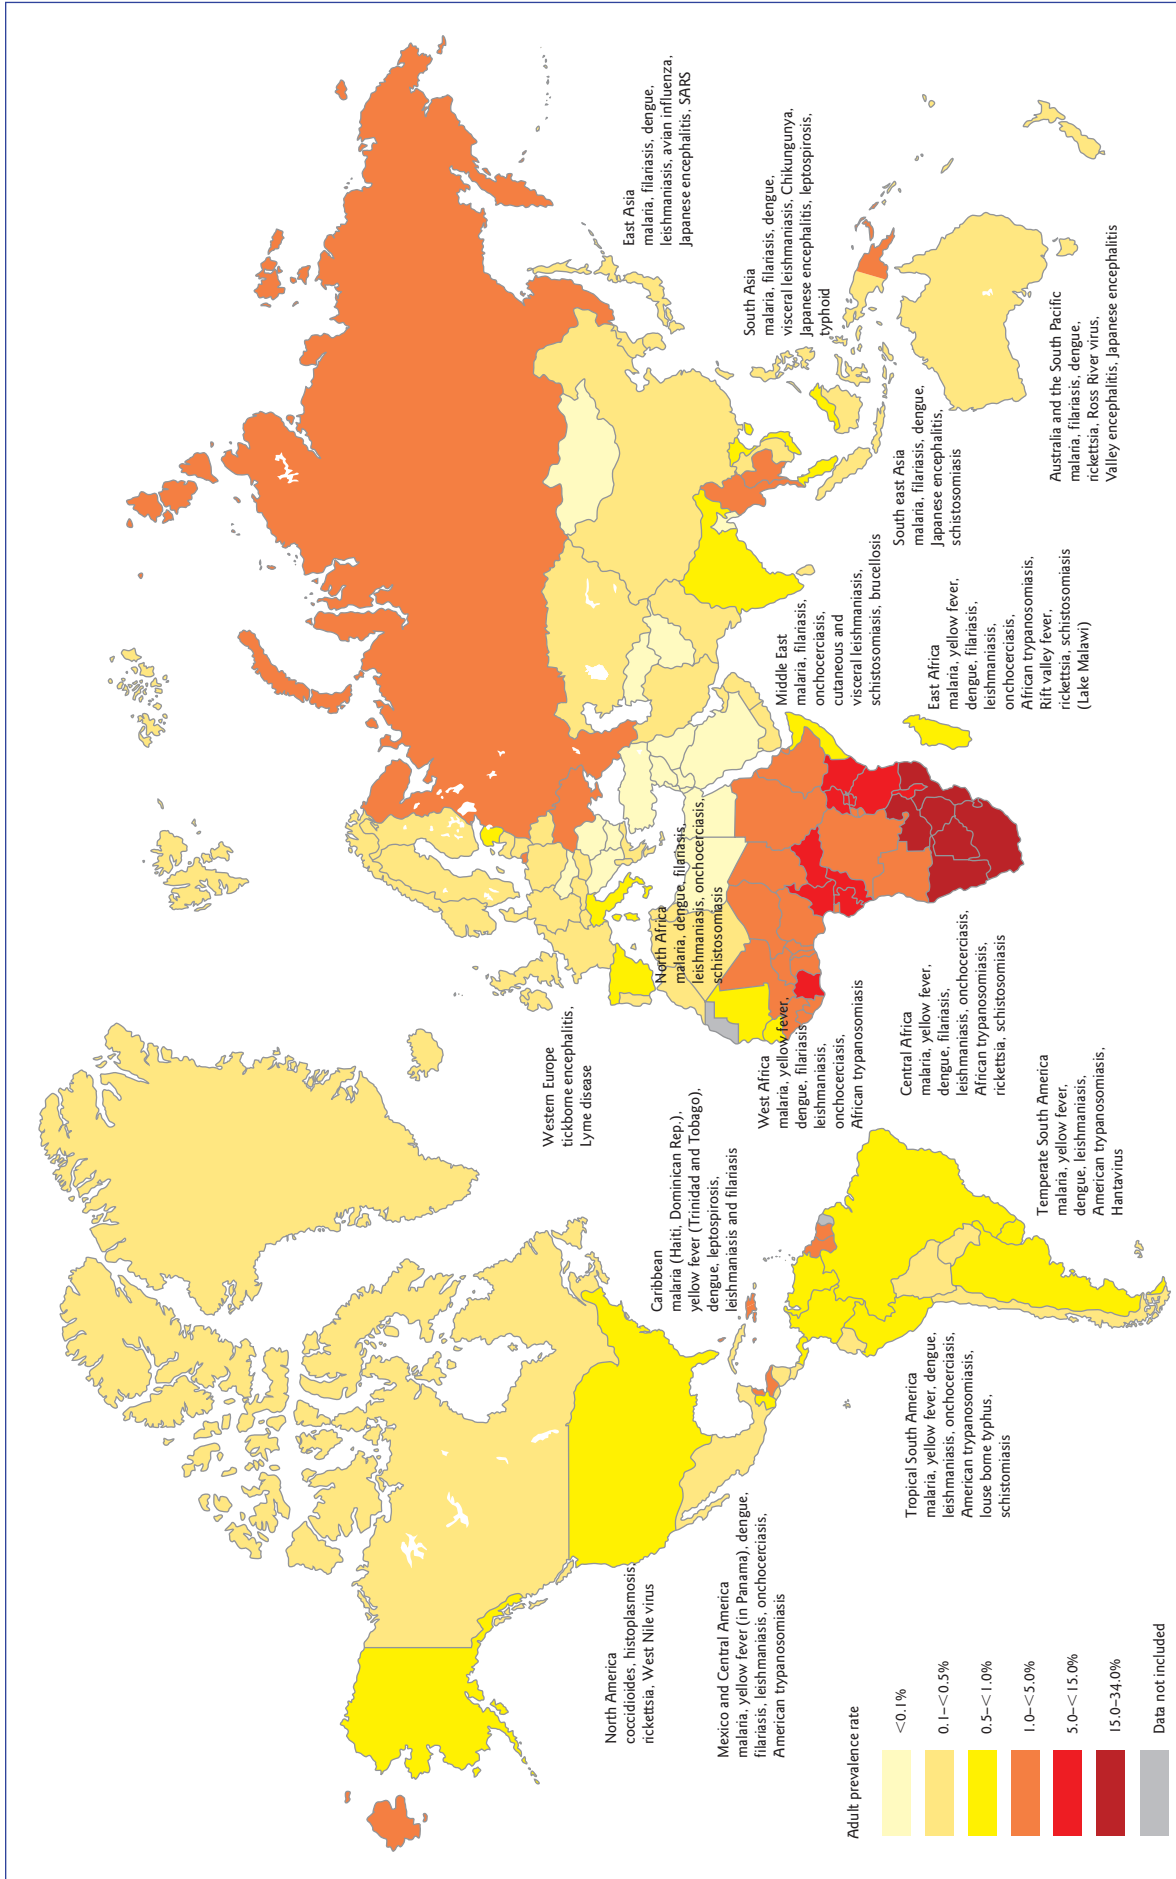 North America
coccidioides, histoplasmosis,
rickettsia, West Nile virus
Mexico and Central America
malaria, yellow fever (in Panama), dengue,
filariasis, leishmaniasis, onchocerciasis,
American trypanosomiasis
Caribbean
malaria (Haiti, Dominican Rep.),
yellow fever (Trinidad and Tobago),
dengue, leptospirosis,
leishmaniasis and filariasis
Tropical South America
malaria, yellow fever, dengue,
leishmaniasis, onchocerciasis
American trypanosomiasis,
louse borne typhus,
schistomiasis
Temperate South America
malaria, yellow fever,
dengue, leishmaniasis,
American trypanosomiasis,
Hantavirus
Western Europe
tickborne encephalitis,
Lyme disease
North Africa
malaria, dengue, filariasis,
leishmaniasis, onchocerciasis,
schistosomiasis
West Africa
malaria, yellow fever,
dengue, filariasis
leishmaniasis,
onchocerciasis,
African trypanosomiasis
Central Africa
malaria, yellow fever,
dengue, filariasis,
leishmaniasis, onchocerciasis,
African trypanosomiasis,
rickettsia, schistosomiasis
Middle East
malaria, filariasis,
onchocerciasis,
cutaneous and
visceral leishmaniasis,
schistosomiasis, brucellosis
East Africa
malaria, yellow fever,
dengue, filariasis,
leishmaniasis,
onchocerciasis,
African trypanosomiasis,
Rift valley fever,
rickettsia, schistosomiasis
(Lake Malawi)
East Asia
malaria, filariasis, dengue,
leishmaniasis, avian influenza,
Japanese encephalitis, SARS
South Asia
malaria, filariasis, dengue,
visceral leishmaniasis, Chikungunya,
Japanese encephalitis, leptospirosis,
typhoid
South east Asia
malaria, filariasis, dengue,
Japanese encephalitis,
schistosomiasis
Australia and the South Pacific
malaria, filariasis, dengue,
rickettsia, Ross River virus,
Valley encephalitis, Japanese encephalitis
Adult prevalence rate
<0.1%
0.1–<0.5%
0.5–<1.0%
1.0–<5.0%
5.0–<15.0%
15.0–34.0%
Data not included